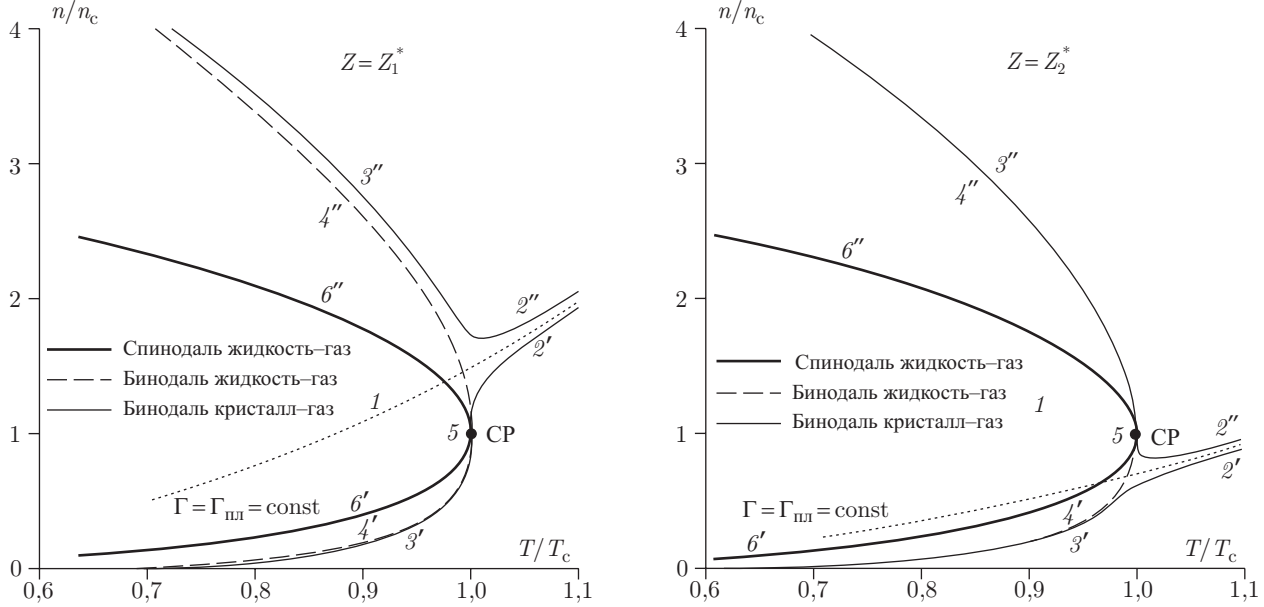 n/n_c
4
Z = Z_1^*
3″
3
4″
6″
2″
2
2′
Спинодаль жидкость–газ
Бинодаль жидкость–газ
Бинодаль кристалл–газ
1
1
5
CP
Γ = Γ_пл = const
6′
4′
3′
T/T_c
0
0,6
0,7
0,8
0,9
1,0
1,1
n/n_c
4
Z = Z_2^*
3″
3
4″
6″
2
Спинодаль жидкость–газ
Бинодаль жидкость–газ
Бинодаль кристалл–газ
1
1
5
CP
2″
2′
Γ = Γ_пл = const
4′
6′
3′
T/T_c
0
0,6
0,7
0,8
0,9
1,0
1,1